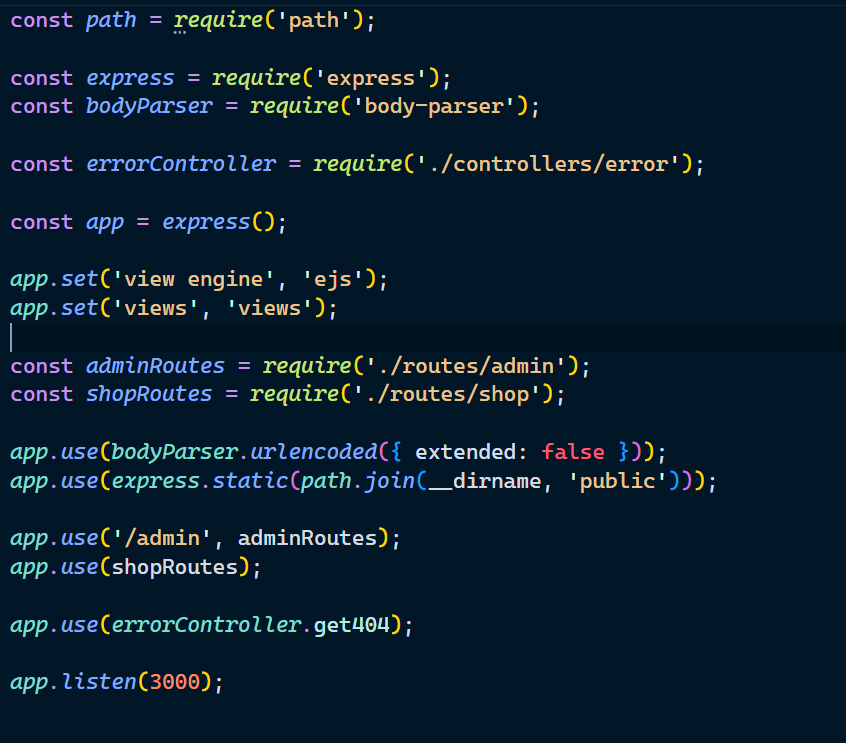 const path = require('path');
const express = require('express');
const bodyParser = require('body-parser');
const errorController = require('./controllers/error');
const app = express();
app.set('view engine', 'ejs');
app.set('views', 'views');
const adminRoutes = require('./routes/admin');
const shopRoutes = require('./routes/shop');
app.use(bodyParser.urlencoded({ extended: false }));
app.use(express.static(path.join(__dirname, 'public')));
app.use('/admin', adminRoutes);
app.use(shopRoutes);
app.use(errorController.get404);
app.listen(3000);